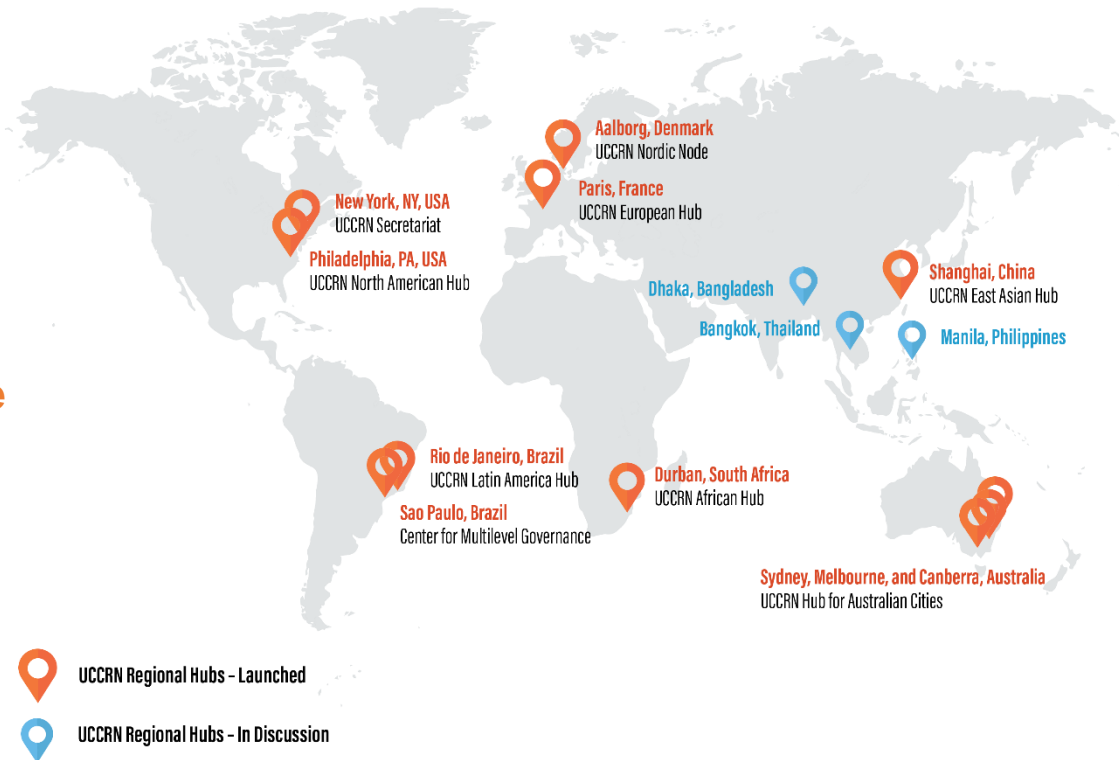 Aalborg, Denmark
UCCRN Nordic Node
Paris, France
UCCRN European Hub
New York, NY, USA
UCCRN Secretariat
Philadelphia, PA, USA
UCCRN North American Hub
Dhaka, Bangladesh
Bangkok, Thailand
Shanghai, China
UCCRN East Asian Hub
Manila, Philippines
e
Rio de Janeiro, Brazil
UCCRN Latin America Hub
Sao Paulo, Brazil
Center for Multilevel Governance
Durban, South Africa
UCCRN African Hub
Sydney, Melbourne, and Canberra, Australia
UCCRN Hub for Australian Cities
UCCRN Regional Hubs – Launched
UCCRN Regional Hubs – In Discussion